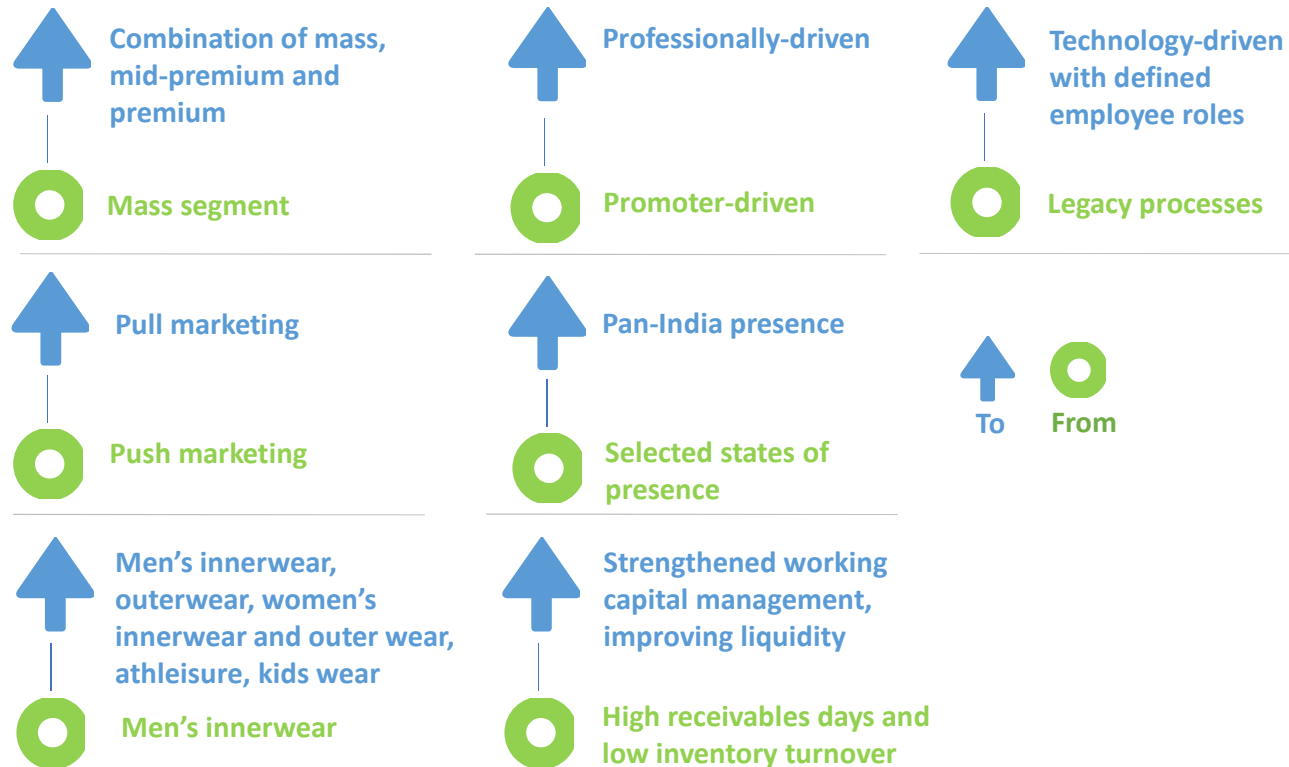 Combination of mass,
mid-premium and
premium
Mass segment
Professionally-driven
Promoter-driven
Technology-driven
with defined
employee roles
Legacy processes
Pull marketing
Push marketing
Pan-India presence
Selected states of
presence
To
From
Men’s innerwear,
outerwear, women’s
innerwear and outer wear,
athleisure, kids wear
Men’s innerwear
Strengthened working
capital management,
improving liquidity
High receivables days and
low inventory turnover